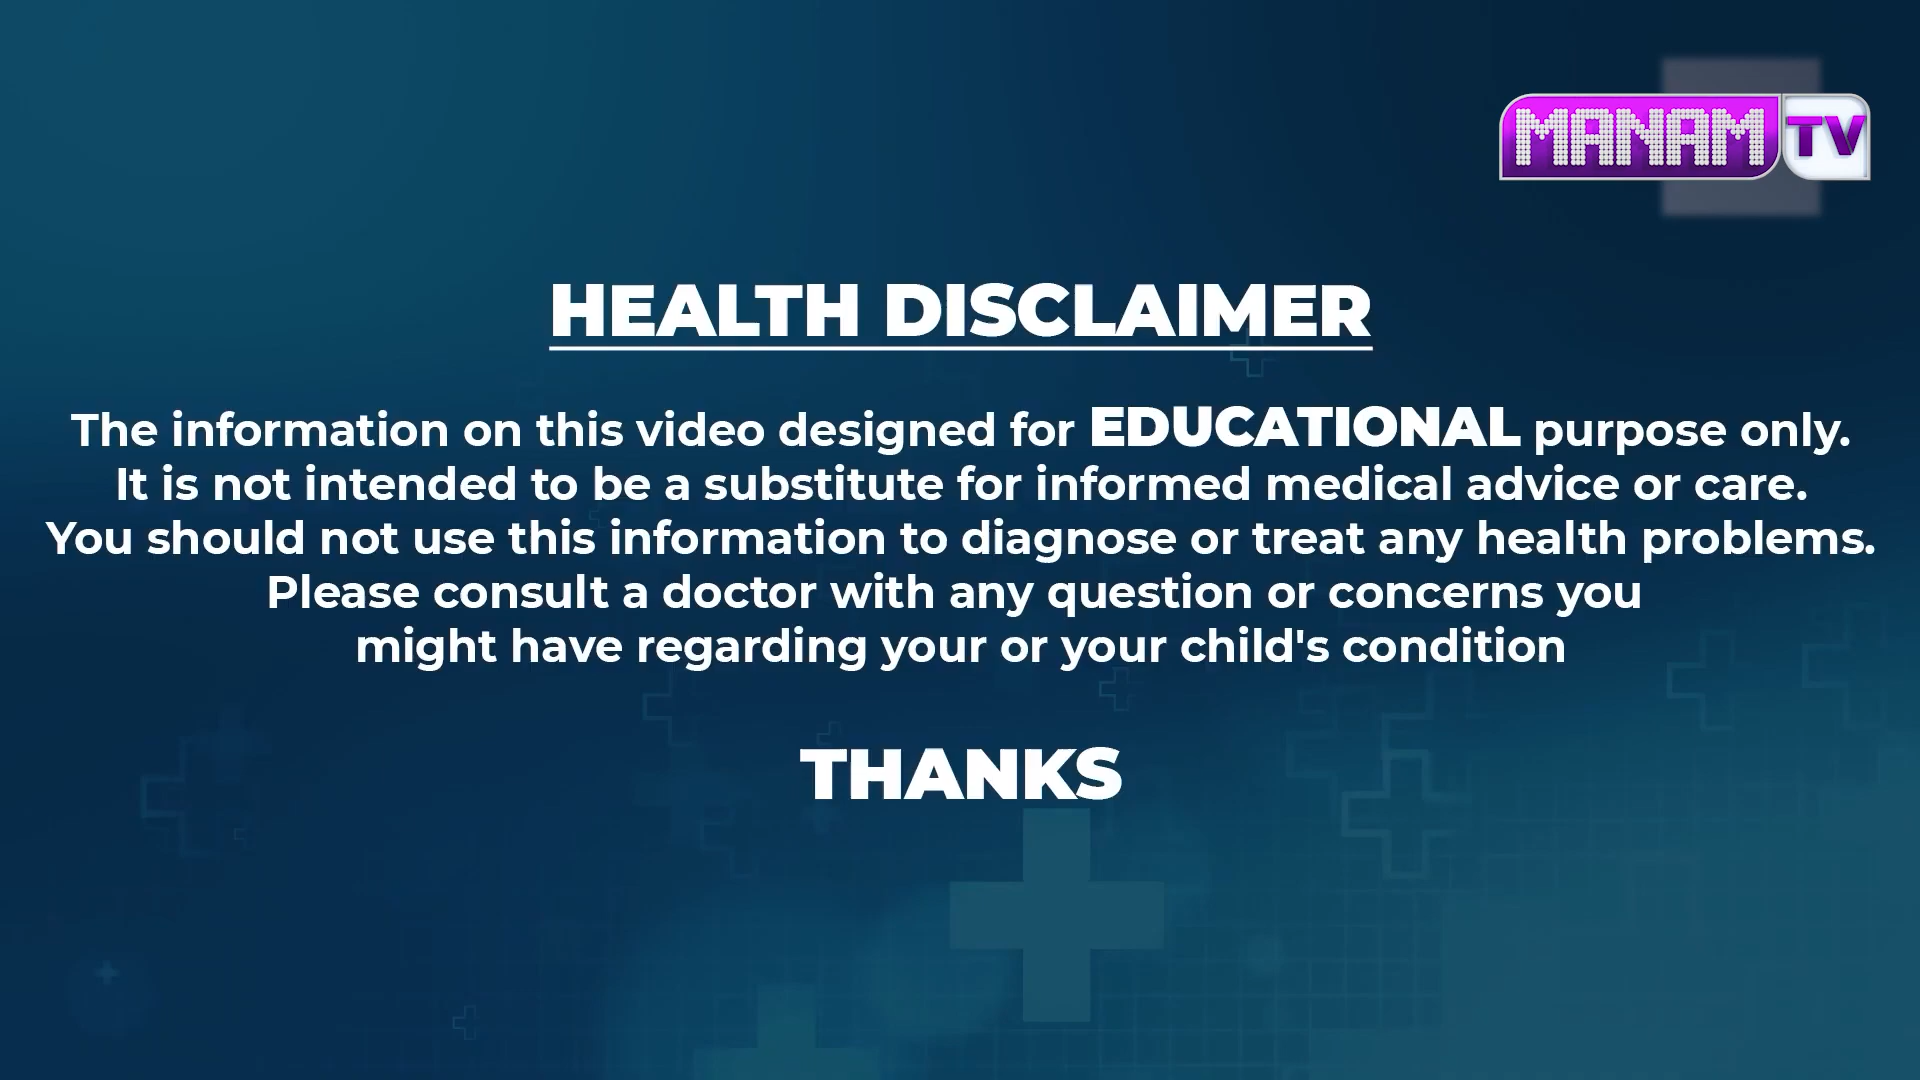 MANAM TV
HEALTH DISCLAIMER
The information on this video designed for EDUCATIONAL purpose only.
It is not intended to be a substitute for informed medical advice or care.
You should not use this information to diagnose or treat any health problems.
Please consult a doctor with any question or concerns you
might have regarding your or your child's condition
THANKS